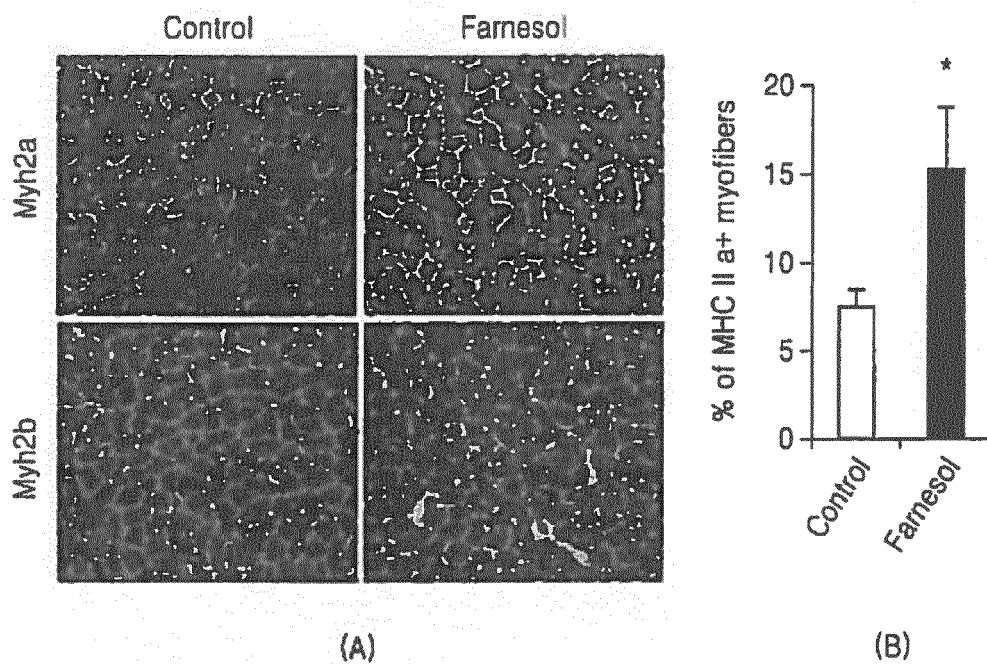 Control
Farnesol
Myh2a
Myh2b
(A)
% of MHC II a+ myofibers
20
15
10
5
0
*
Control
Farnesol
(B)